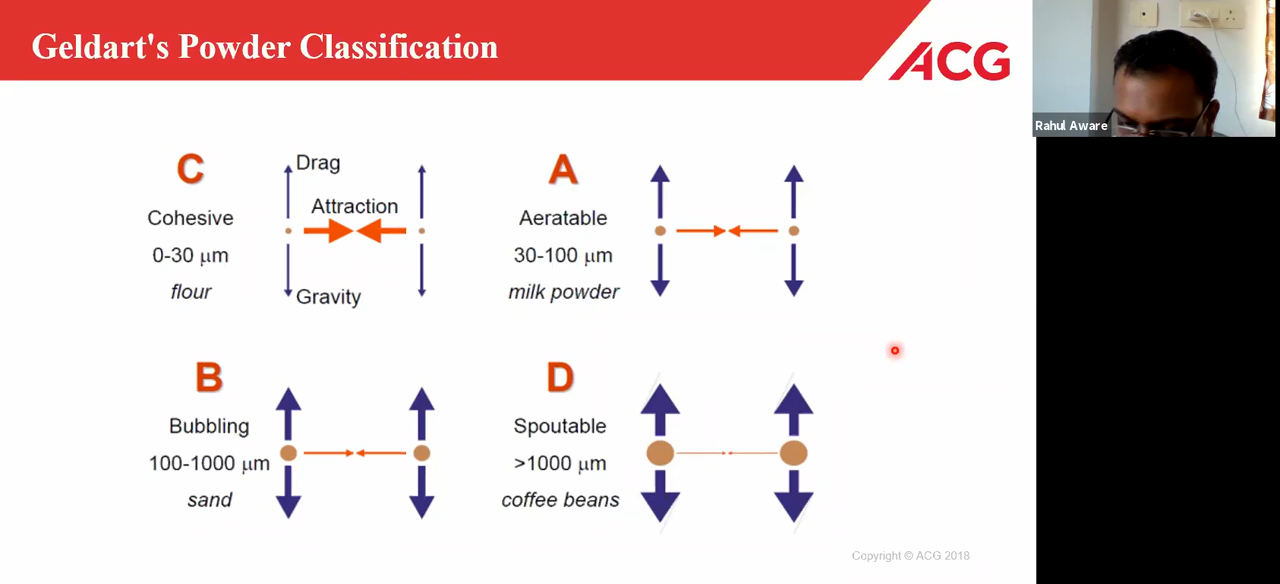 Geldart's Powder Classification
ACG
Rahul Aware
C
Drag
Cohesive
Attraction
0-30 μm
flour
Gravity
A
Aeratable
30-100 μm
milk powder
B
Bubbling
100-1000 μm
sand
D
Spoutable
>1000 μm
coffee beans
Copyright © ACG 2018